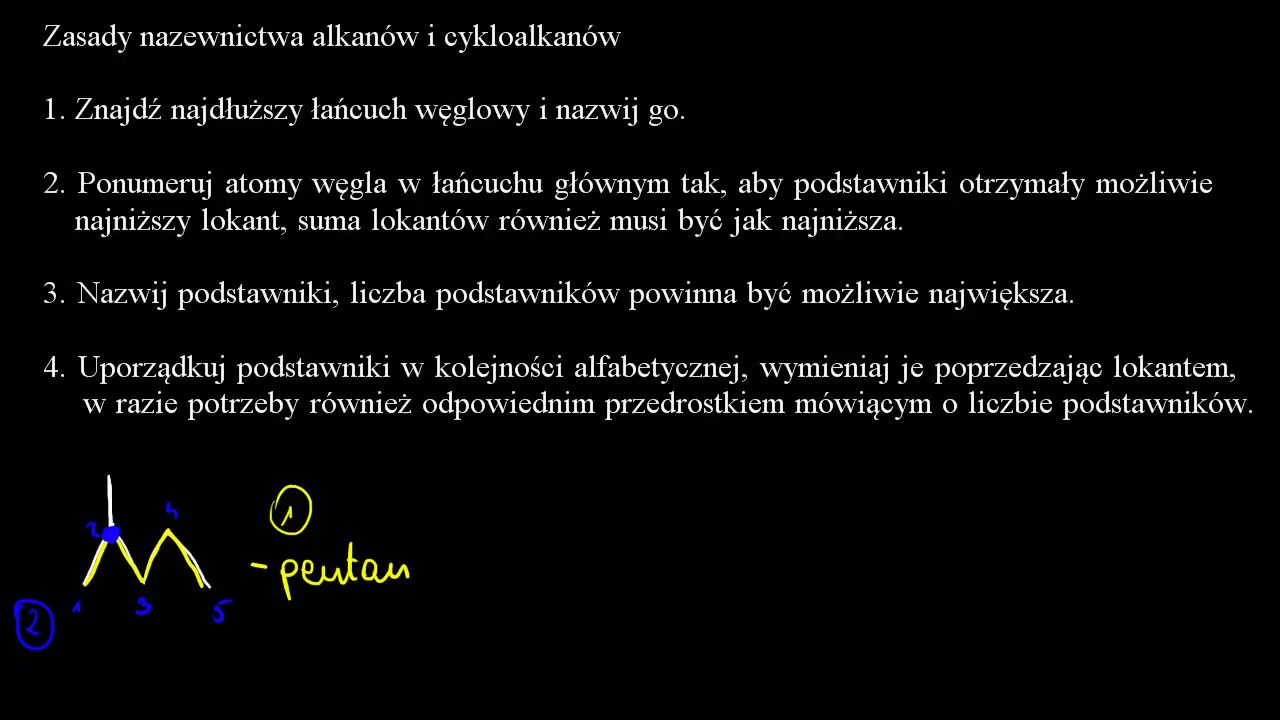 Zasady nazewnictwa alkanów i cykloalkanów
1. Znajdź najdłuższy łańcuch węglowy i nazwij go.
2. Ponumeruj atomy węgla w łańcuchu głównym tak, aby podstawniki otrzymały możliwie
najniższy lokant, suma lokantów również musi być jak najniższa.
3. Nazwij podstawniki, liczba podstawników powinna być możliwie największa.
4. Uporządkuj podstawniki w kolejności alfabetycznej, wymieniaj je poprzedzając lokantem,
w razie potrzeby również odpowiednim przedrostkiem mówiącym o liczbie podstawników.
1
2 4
- pentan
1 3 5
2